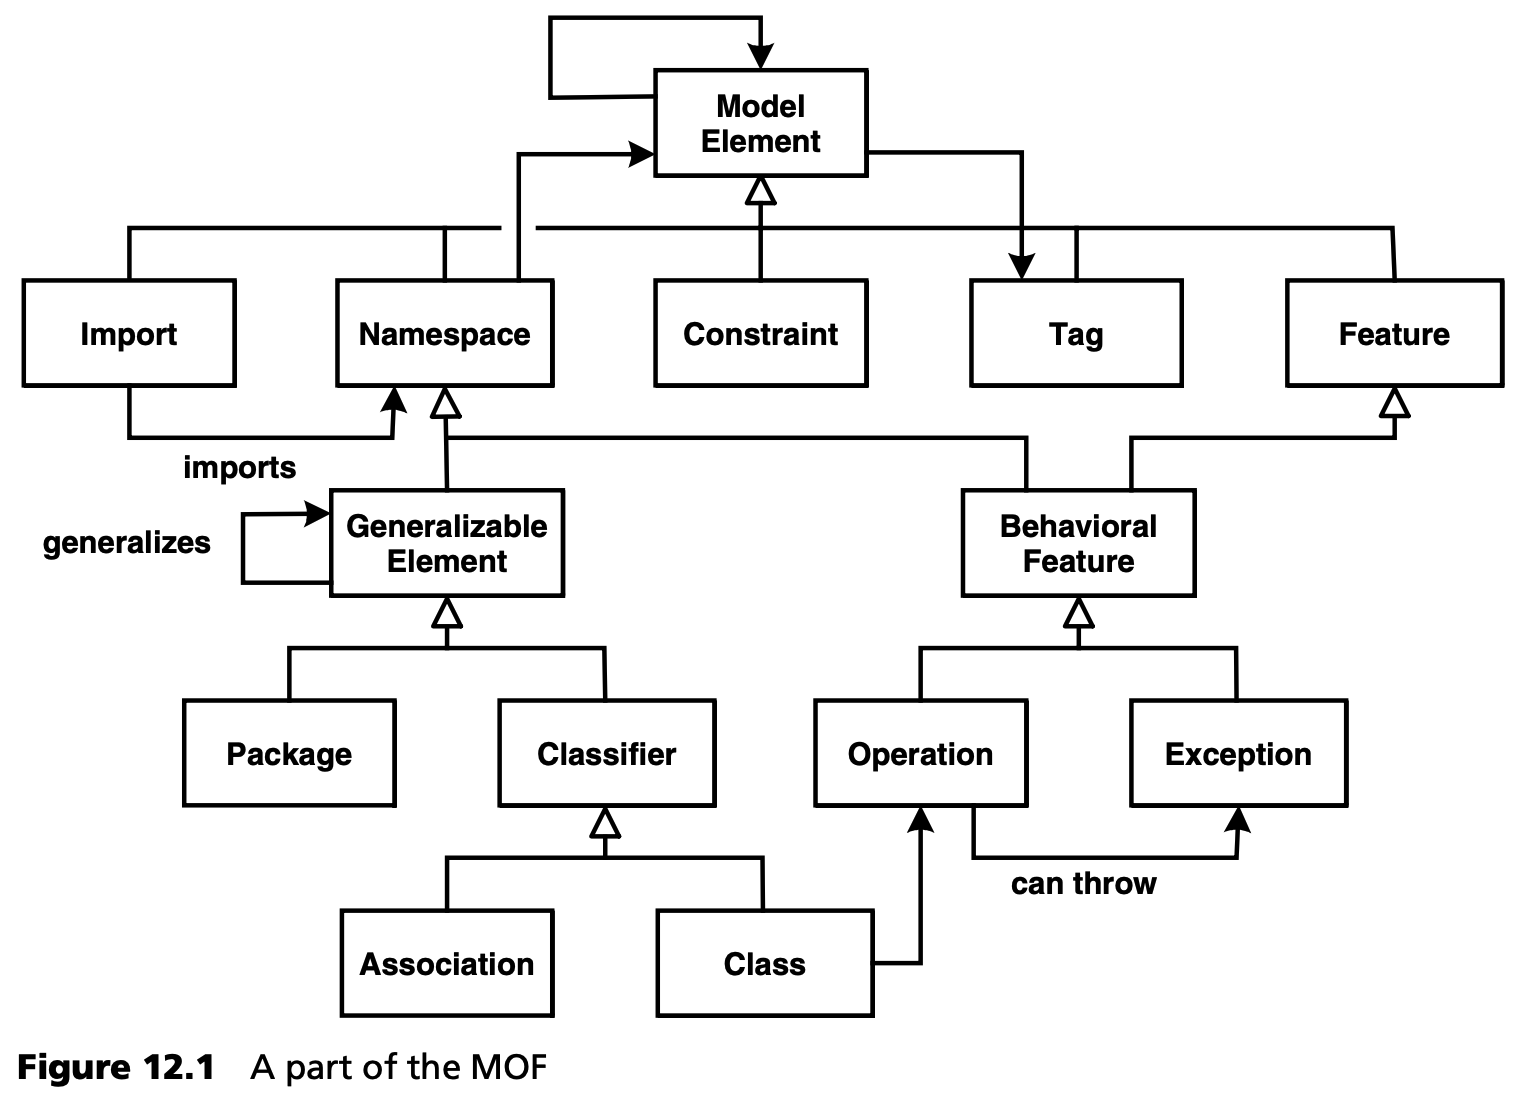 Model
Element
Import
Namespace
Constraint
Tag
Feature
imports
generalizes
Generalizable
Element
Behavioral
Feature
Package
Classifier
Operation
Exception
can throw
Association
Class
Figure 12.1 A part of the MOF